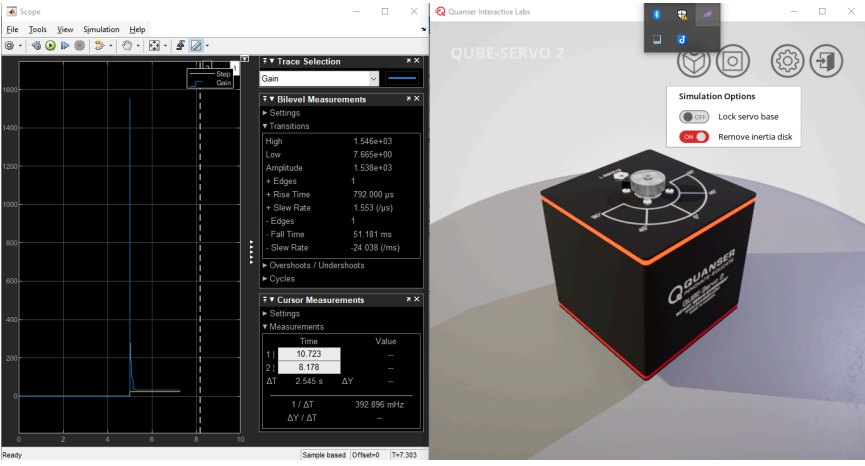 Scope
File Tools View Simulation Help
Step
Gain
1
1600
1400
1200
1000
800
600
400
200
0
0 2 4 6 8 10
Trace Selection
Gain
Bilevel Measurements
Settings
Transitions
High 1.546e+03
Low 7.665e+00
Amplitude 1.538e+03
+ Edges 1
+ Rise Time 792.000 µs
+ Slew Rate 1.553 (/µs)
- Edges 1
- Fall Time 51.181 ms
- Slew Rate -24.038 (/ms)
Overshoots / Undershoots
Cycles
Cursor Measurements
Settings
Measurements
Time Value
1 | 10.723 --
2 ¦ 8.178 --
ΔT 2.545 s ΔY --
1 / ΔT 392.896 mHz
ΔY / ΔT --
Ready
Sample based Offset=0 T=7.303
Quanser Interactive Labs
QUBE-SERVO 2
Simulation Options
OFF Lock servo base
ON Remove inertia disk
QUANSER
INNOVATE EDUCATE
QUBE-Servo 2